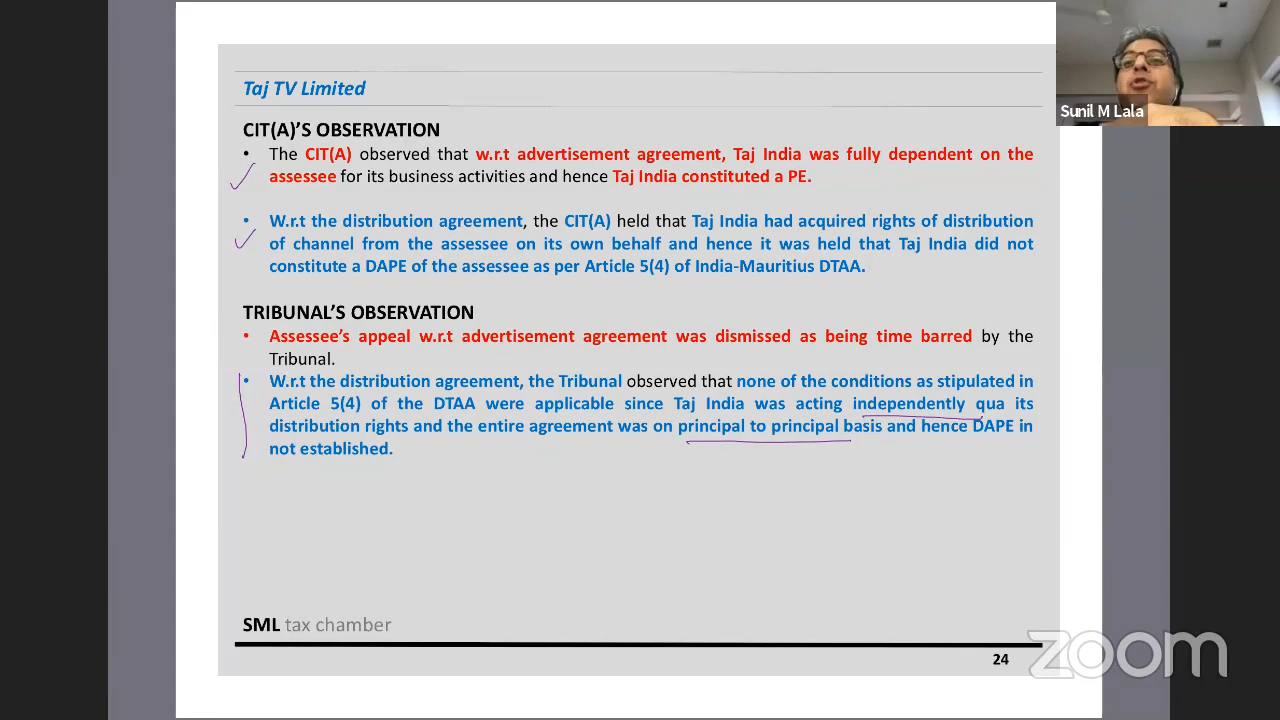 Sunil M Lala
Taj TV Limited
CIT(A)’S OBSERVATION
• The CIT(A) observed that w.r.t advertisement agreement, Taj India was fully dependent on the
assessee for its business activities and hence Taj India constituted a PE.
• W.r.t the distribution agreement, the CIT(A) held that Taj India had acquired rights of distribution
of channel from the assessee on its own behalf and hence it was held that Taj India did not
constitute a DAPE of the assessee as per Article 5(4) of India-Mauritius DTAA.
TRIBUNAL’S OBSERVATION
• Assessee’s appeal w.r.t advertisement agreement was dismissed as being time barred by the
Tribunal.
• W.r.t the distribution agreement, the Tribunal observed that none of the conditions as stipulated in
Article 5(4) of the DTAA were applicable since Taj India was acting independently qua its
distribution rights and the entire agreement was on principal to principal basis and hence DAPE in
not established.
SML tax chamber
24
zoom